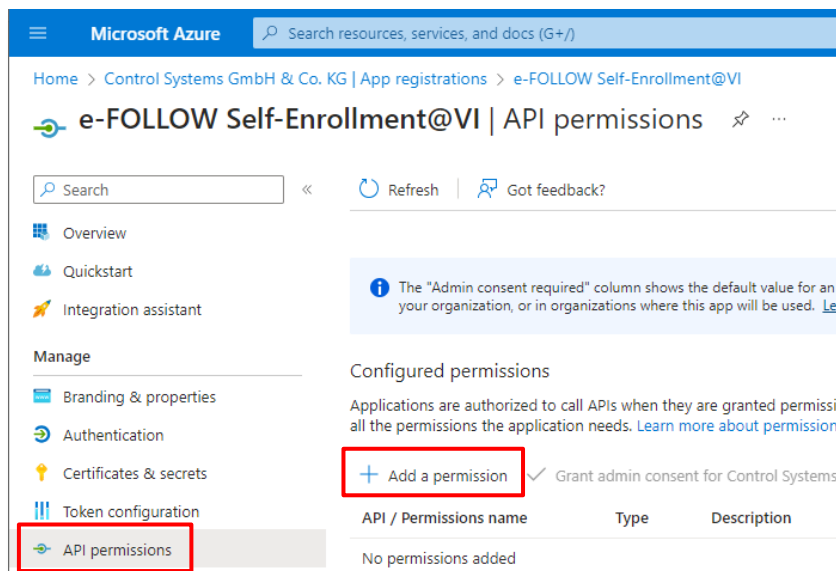 Microsoft Azure
Search resources, services, and docs (G+/)
Home > Control Systems GmbH & Co. KG | App registrations > e-FOLLOW Self-Enrollment@VI
e-FOLLOW Self-Enrollment@VI | API permissions
Search
Refresh
Got feedback?
Overview
Quickstart
Integration assistant
The "Admin consent required" column shows the default value for an
your organization, or in organizations where this app will be used.
Manage
Branding & properties
Authentication
Certificates & secrets
Token configuration
API permissions
Configured permissions
Applications are authorized to call APIs when they are granted
all the permissions the application needs. Learn more about permission
Add a permission
Grant admin consent for Control Systems
API / Permissions name Type Description
No permissions added